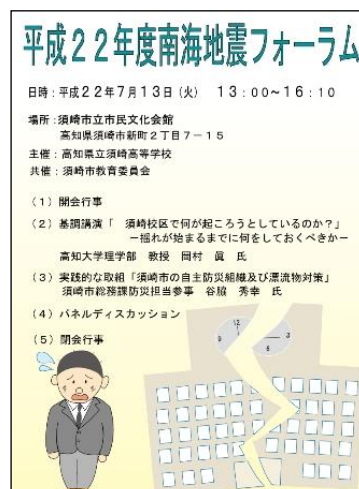 平成22年度南海地震フォーラム
日時：平成22年7月13日（火） 13：00～16：10
場所：須崎市立市民文化会館
高知県須崎市新町2丁目7－15
主催：高知県立須崎高等学校
共催：須崎市教育委員会
（1）開会行事
（2）基調講演「 須崎校区で何が起ころうとしているのか？」
－揺れが始まるまでに何をしておくべきか－
高知大学理学部 教授 岡村 眞 氏
（3）実践的な取組「須崎市の自主防災組織及び漂流物対策」
須崎市総務課防災担当参事 谷脇 秀幸 氏
（4）パネルディスカッション
（5）閉会行事
12
9
3
6